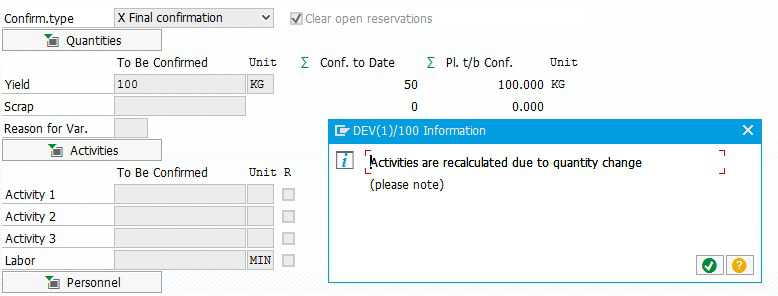 Confirm.type X Final confirmation Clear open reservations
Quantities
To Be Confirmed Unit Σ Conf. to Date Σ Pl. t/b Conf. Unit
Yield 100 KG 50 100.000 KG
Scrap 0 0.000
Reason for Var.
DEV(1)/100 Information
Activities are recalculated due to quantity change
(please note)
Activities
To Be Confirmed Unit R
Activity 1
Activity 2
Activity 3
Labor MIN
Personnel